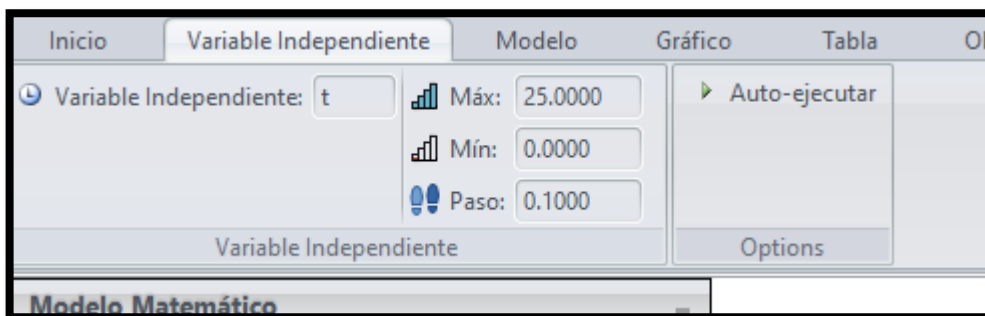 Inicio Variable Independiente Modelo Gráfico Tabla
Variable Independiente: t Máx: 25.0000 Auto-ejecutar
Mín: 0.0000
Paso: 0.1000
Variable Independiente Options
Modelo Matemático